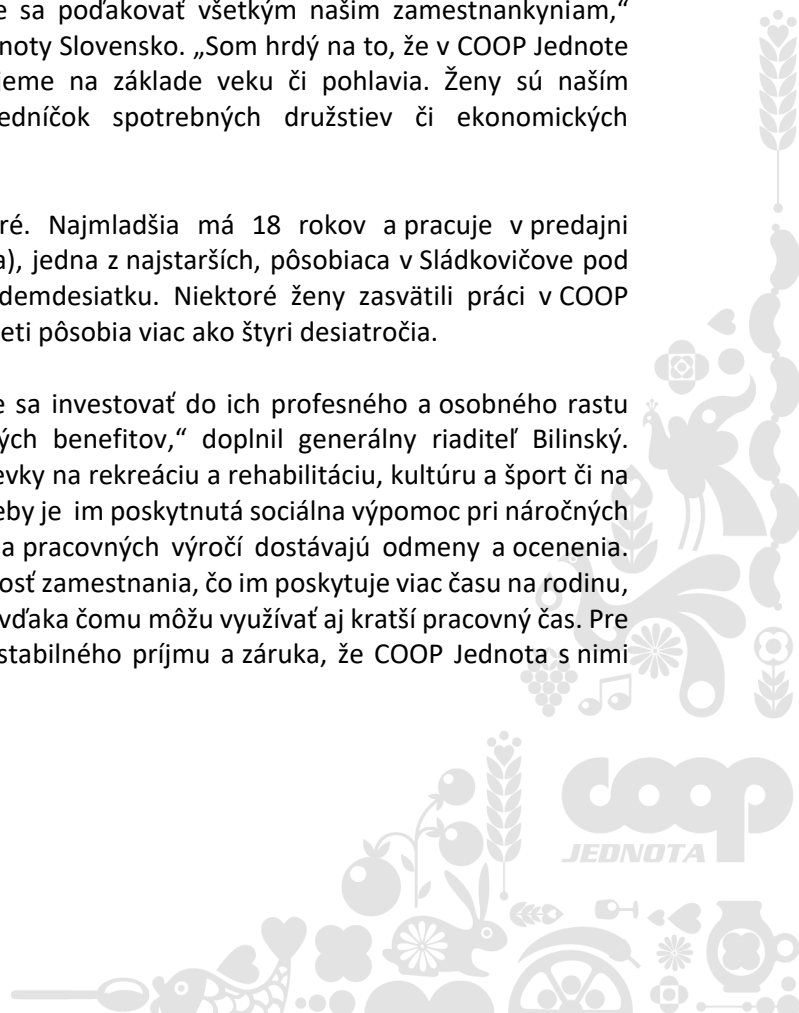 e sa poďakovať všetkým našim zamestnankyniam,“
dnoty Slovensko. „Som hrdý na to, že v COOP Jednote
ujeme na základe veku či pohlavia. Ženy sú naším
edníčok spotrebných družstiev či ekonomických
ré. Najmladšia má 18 rokov a pracuje v predajni
a), jedna z najstarších, pôsobiaca v Sládkovičove pod
demdesiatku. Niektoré ženy zasvätili práci v COOP
eti pôsobia viac ako štyri desiatročia.
e sa investovať do ich profesného a osobného rastu
ých benefitov,“ doplnil generálny riaditeľ Bilinský.
evky na rekreáciu a rehabilitáciu, kultúru a šport či na
eby je im poskytnutá sociálna výpomoc pri náročných
a pracovných výročí dostávajú odmeny a ocenenia.
osť zamestnania, čo im poskytuje viac času na rodinu,
vďaka čomu môžu využívať aj kratší pracovný čas. Pre
stabilného príjmu a záruka, že COOP Jednota s nimi
coop
JEDNOTA